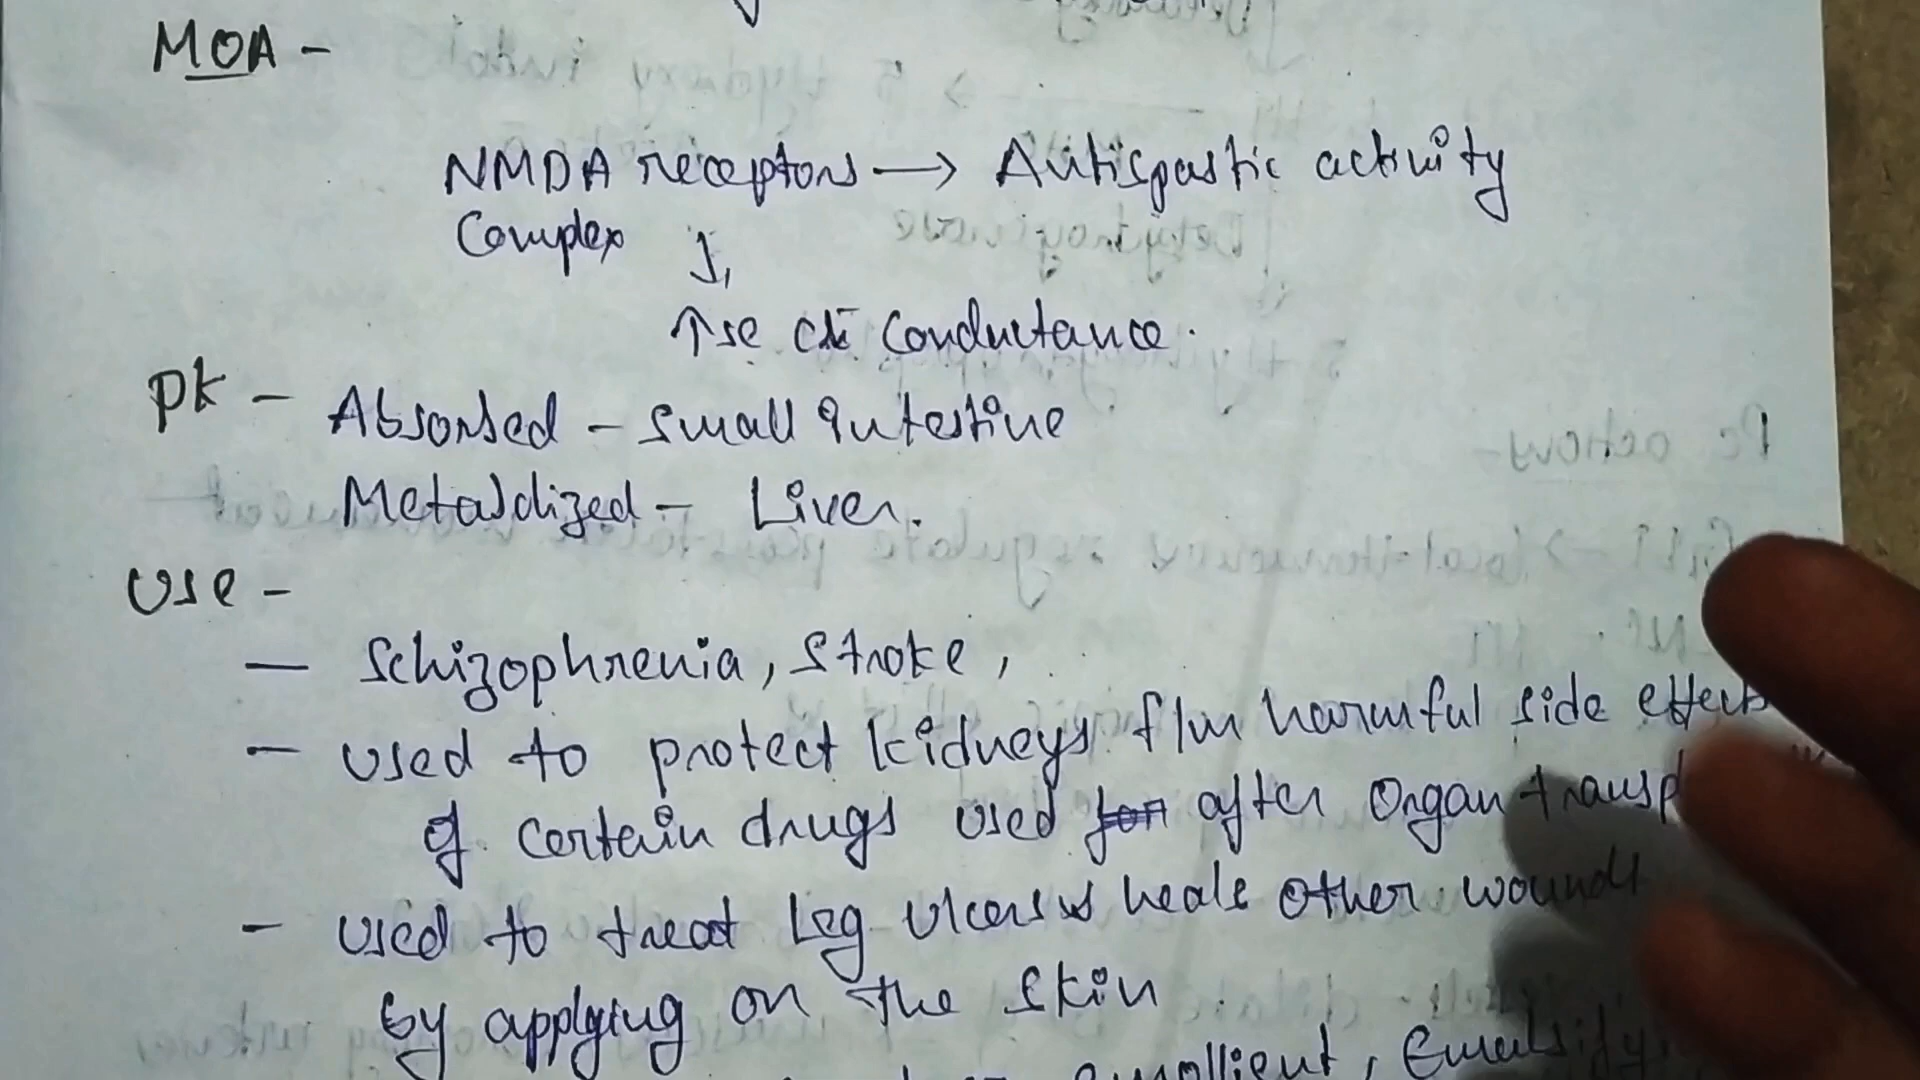 MOA -
NMDA receptors → Antispastic activity
Complex ↓
↑se Cl⁻ Conductance.
PK - Absorbed - Small intestine
Metabolized - Liver.
Use -
- Schizophrenia, Stroke,
- Used to protect kidneys f/m harmful side effects
of certain drugs used after organ
- Used to treat Leg Ulcers & heals other wounds
by applying on the skin
emollient,